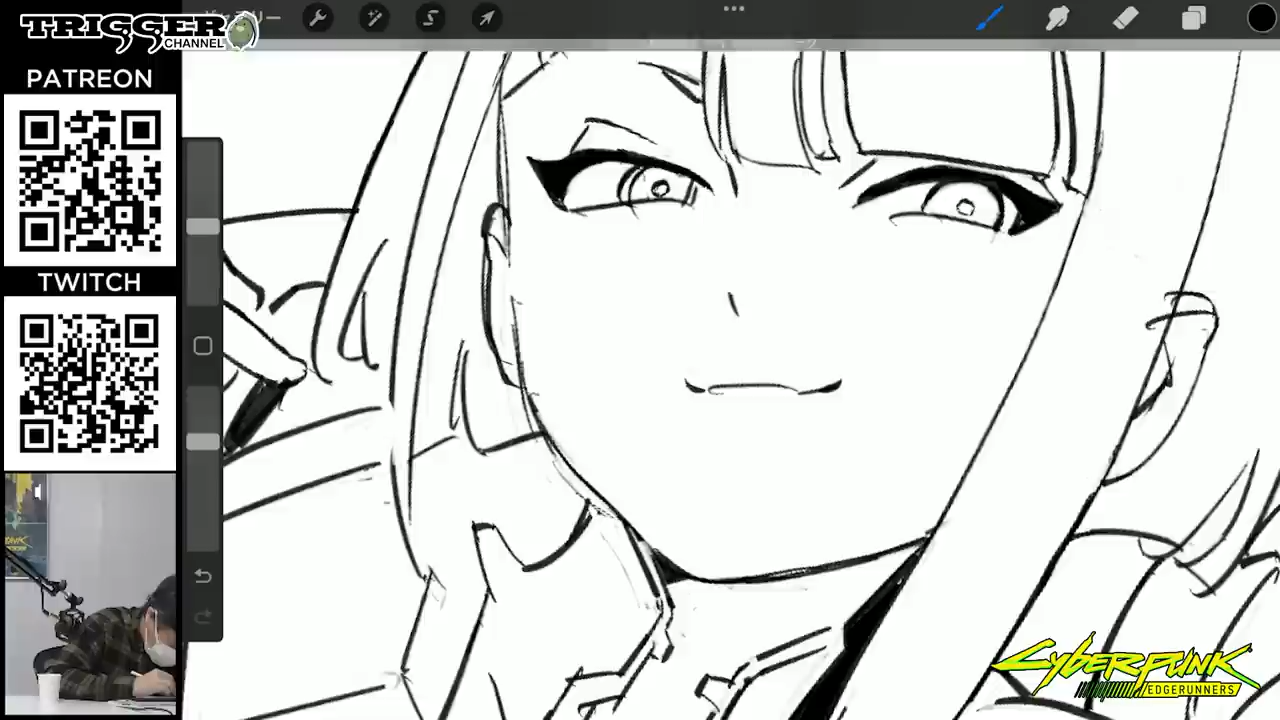 TRIGGER
CHANNEL
PATREON
TWITCH
CYBERPUNK
EDGERUNNERS